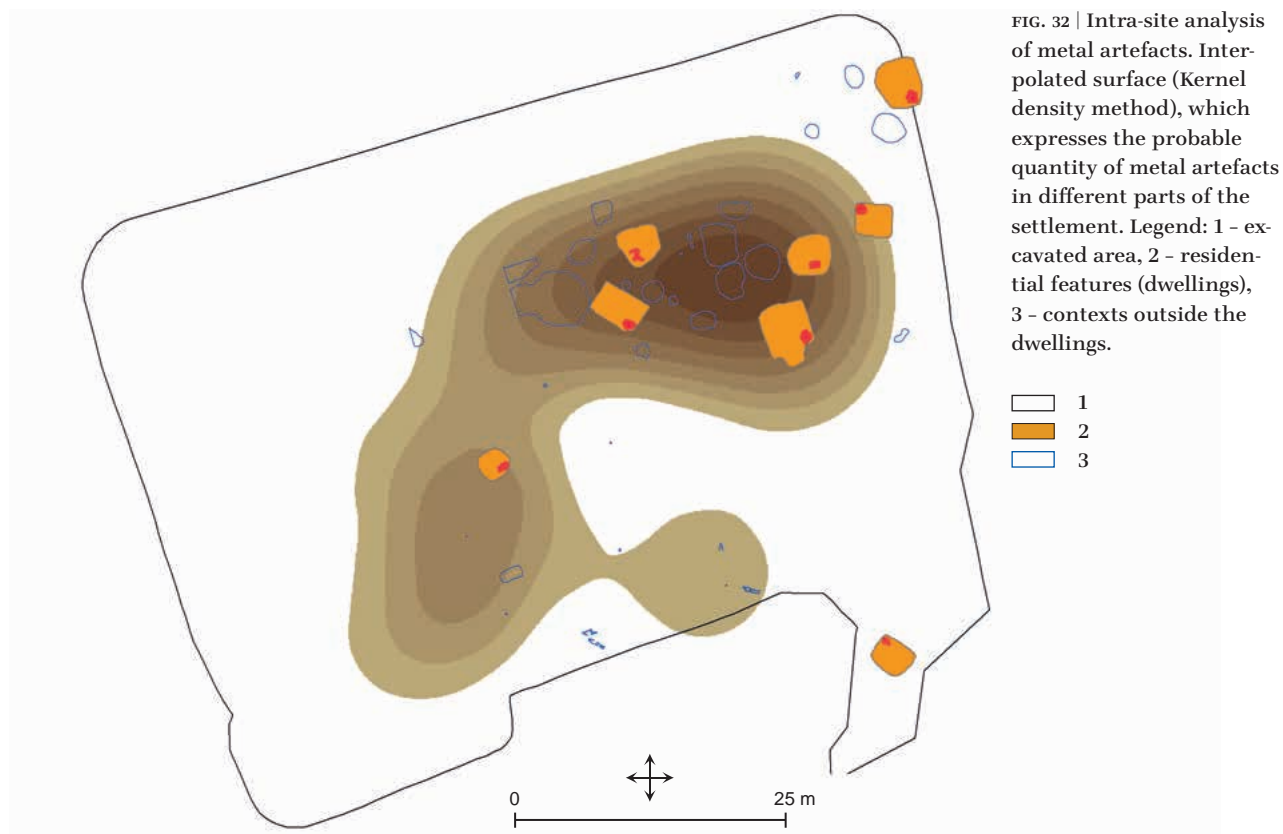 FIG. 32 | Intra-site analysis
of metal artefacts. Inter-
polated surface (Kernel
density method), which
expresses the probable
quantity of metal artefacts
in different parts of the
settlement. Legend: 1 – ex-
cavated area, 2 – residen-
tial features (dwellings),
3 – contexts outside the
dwellings.
1
2
3
0 25 m